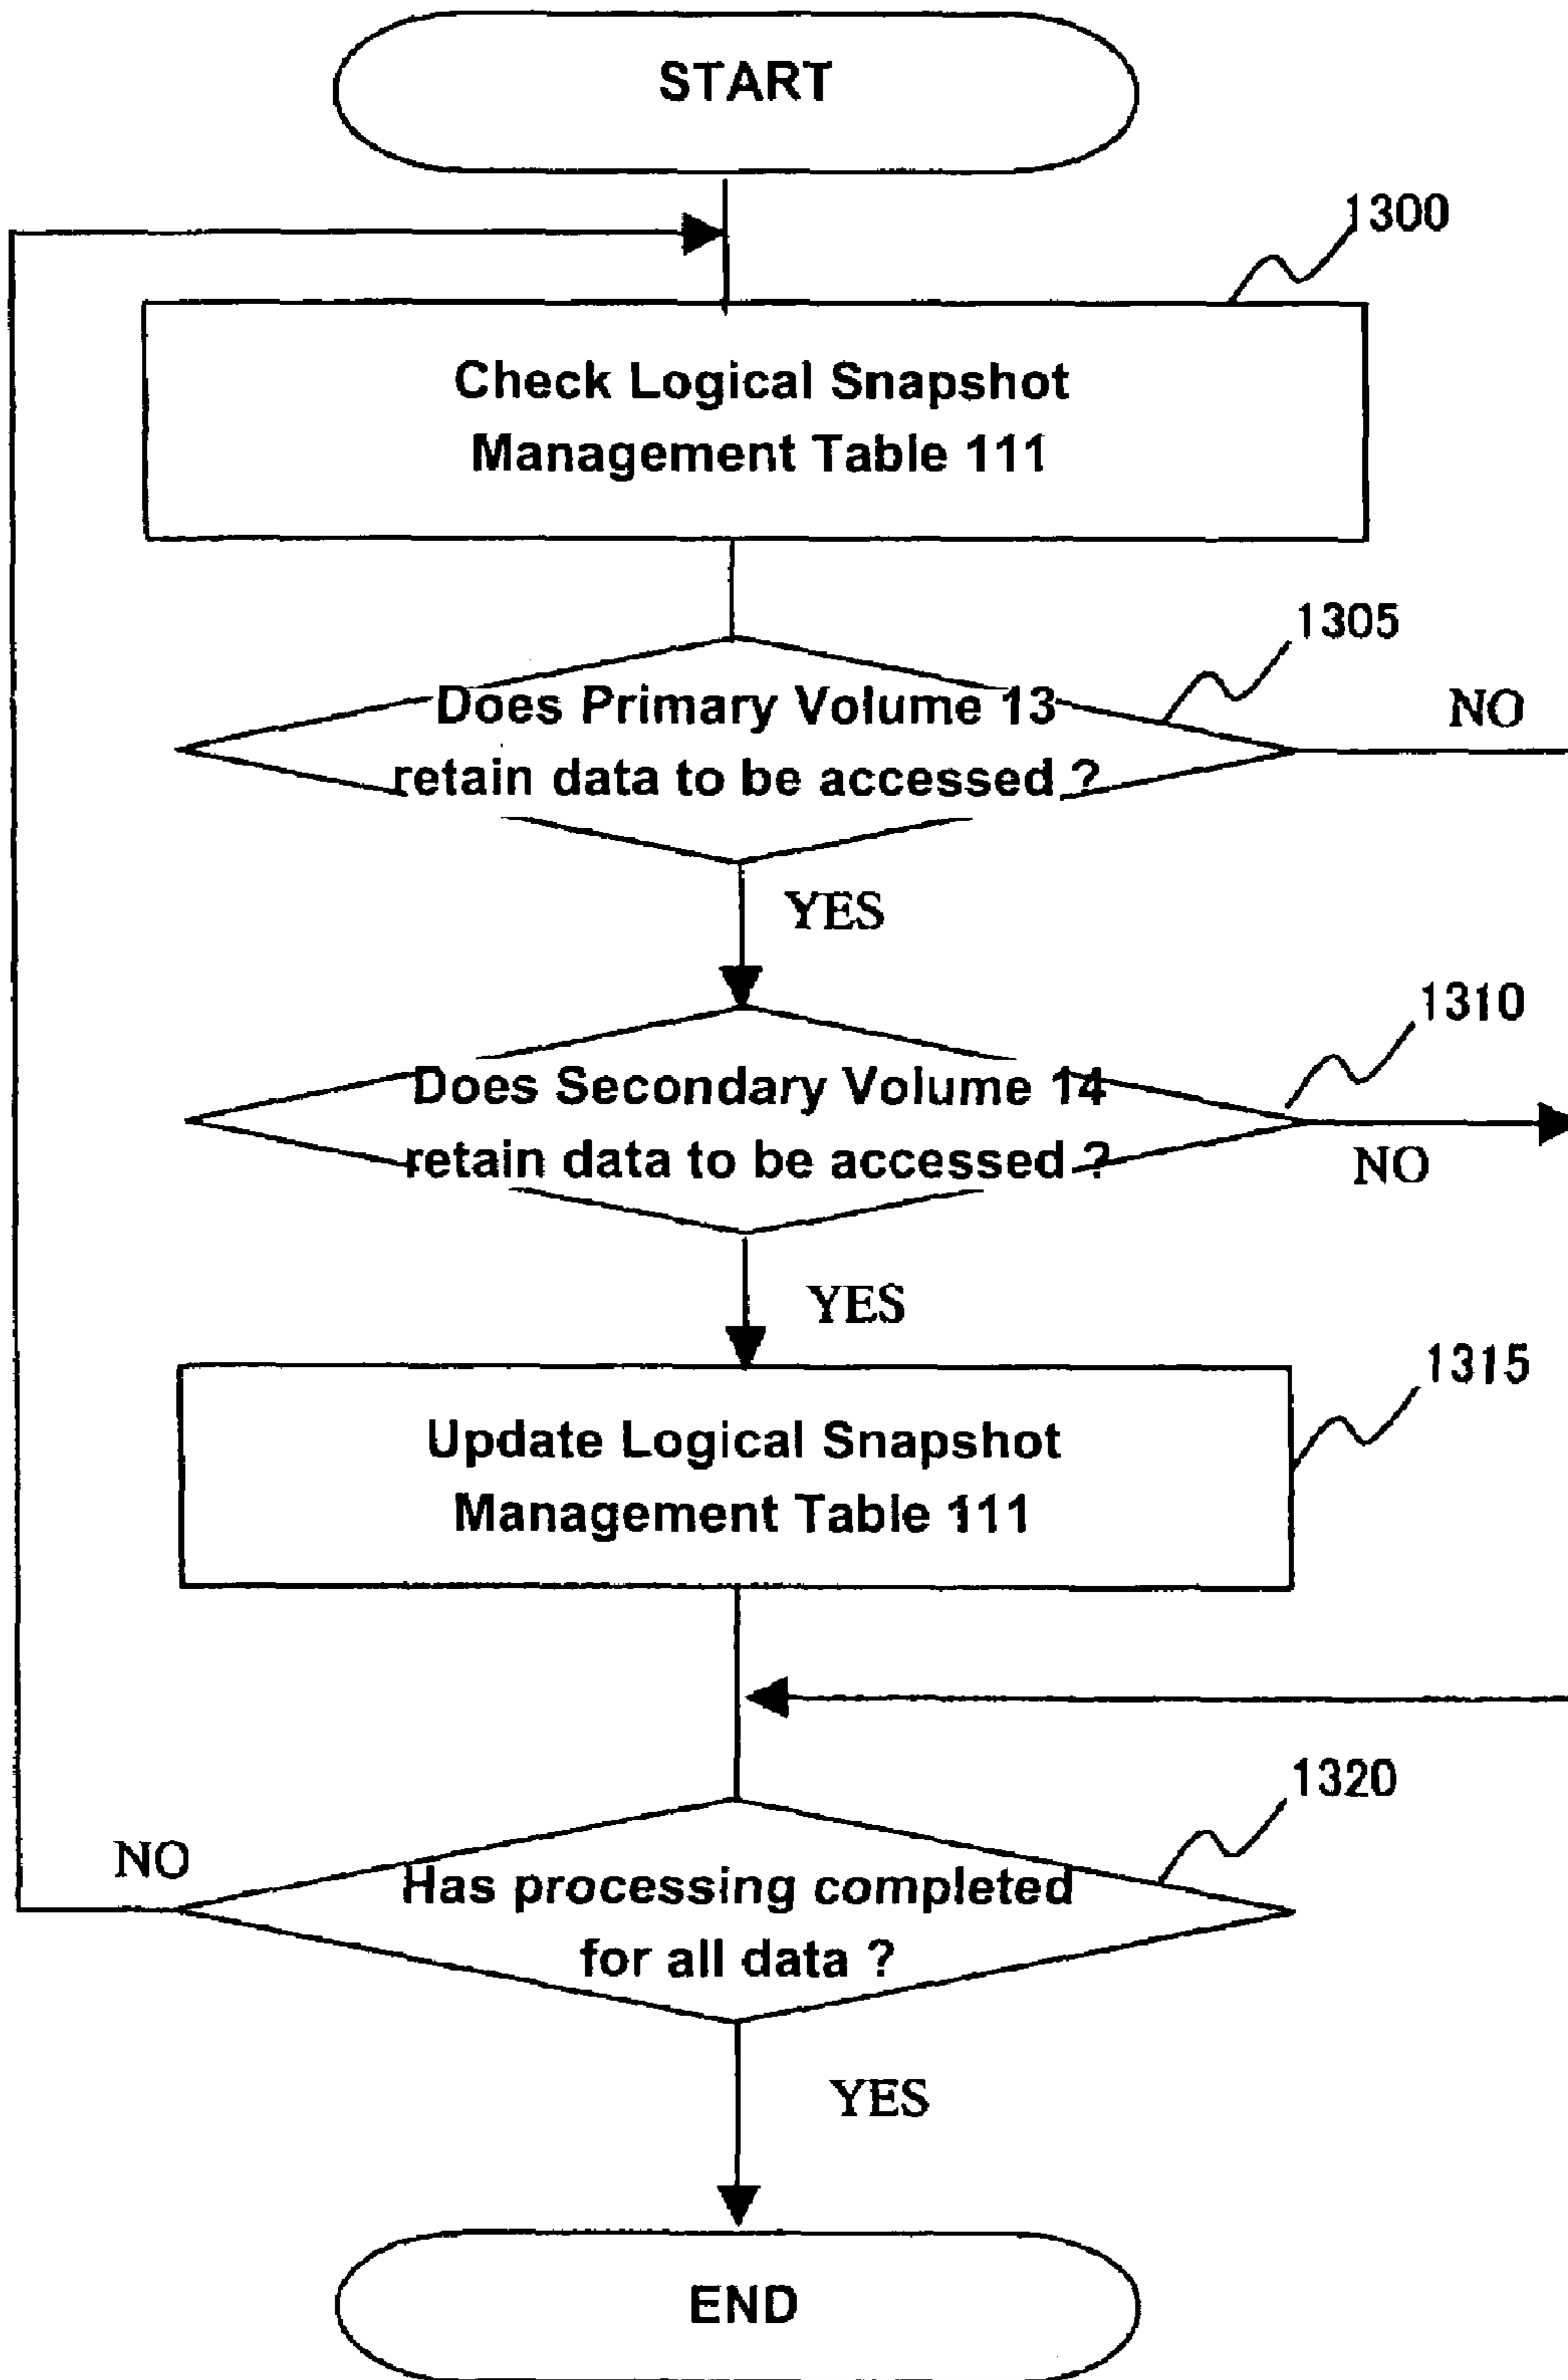 START
1300
Check Logical Snapshot
Management Table 111
1305
Does Primary Volume 13
retain data to be accessed ?
NO
YES
1310
Does Secondary Volume 14
retain data to be accessed ?
NO
YES
1315
Update Logical Snapshot
Management Table 111
1320
NO
Has processing completed
for all data ?
YES
END